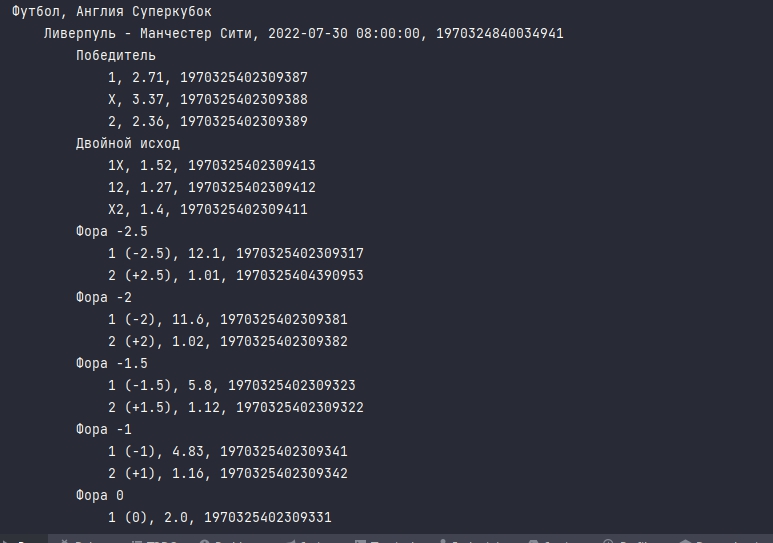 Футбол, Англия Суперкубок
Ливерпуль - Манчестер Сити, 2022-07-30 08:00:00, 1970324840034941
Победитель
1, 2.71, 1970325402309387
X, 3.37, 1970325402309388
2, 2.36, 1970325402309389
Двойной исход
1X, 1.52, 1970325402309413
12, 1.27, 1970325402309412
X2, 1.4, 1970325402309411
Фора -2.5
1 (-2.5), 12.1, 1970325402309317
2 (+2.5), 1.01, 1970325404390953
Фора -2
1 (-2), 11.6, 1970325402309381
2 (+2), 1.02, 1970325402309382
Фора -1.5
1 (-1.5), 5.8, 1970325402309323
2 (+1.5), 1.12, 1970325402309322
Фора -1
1 (-1), 4.83, 1970325402309341
2 (+1), 1.16, 1970325402309342
Фора 0
1 (0), 2.0, 1970325402309331